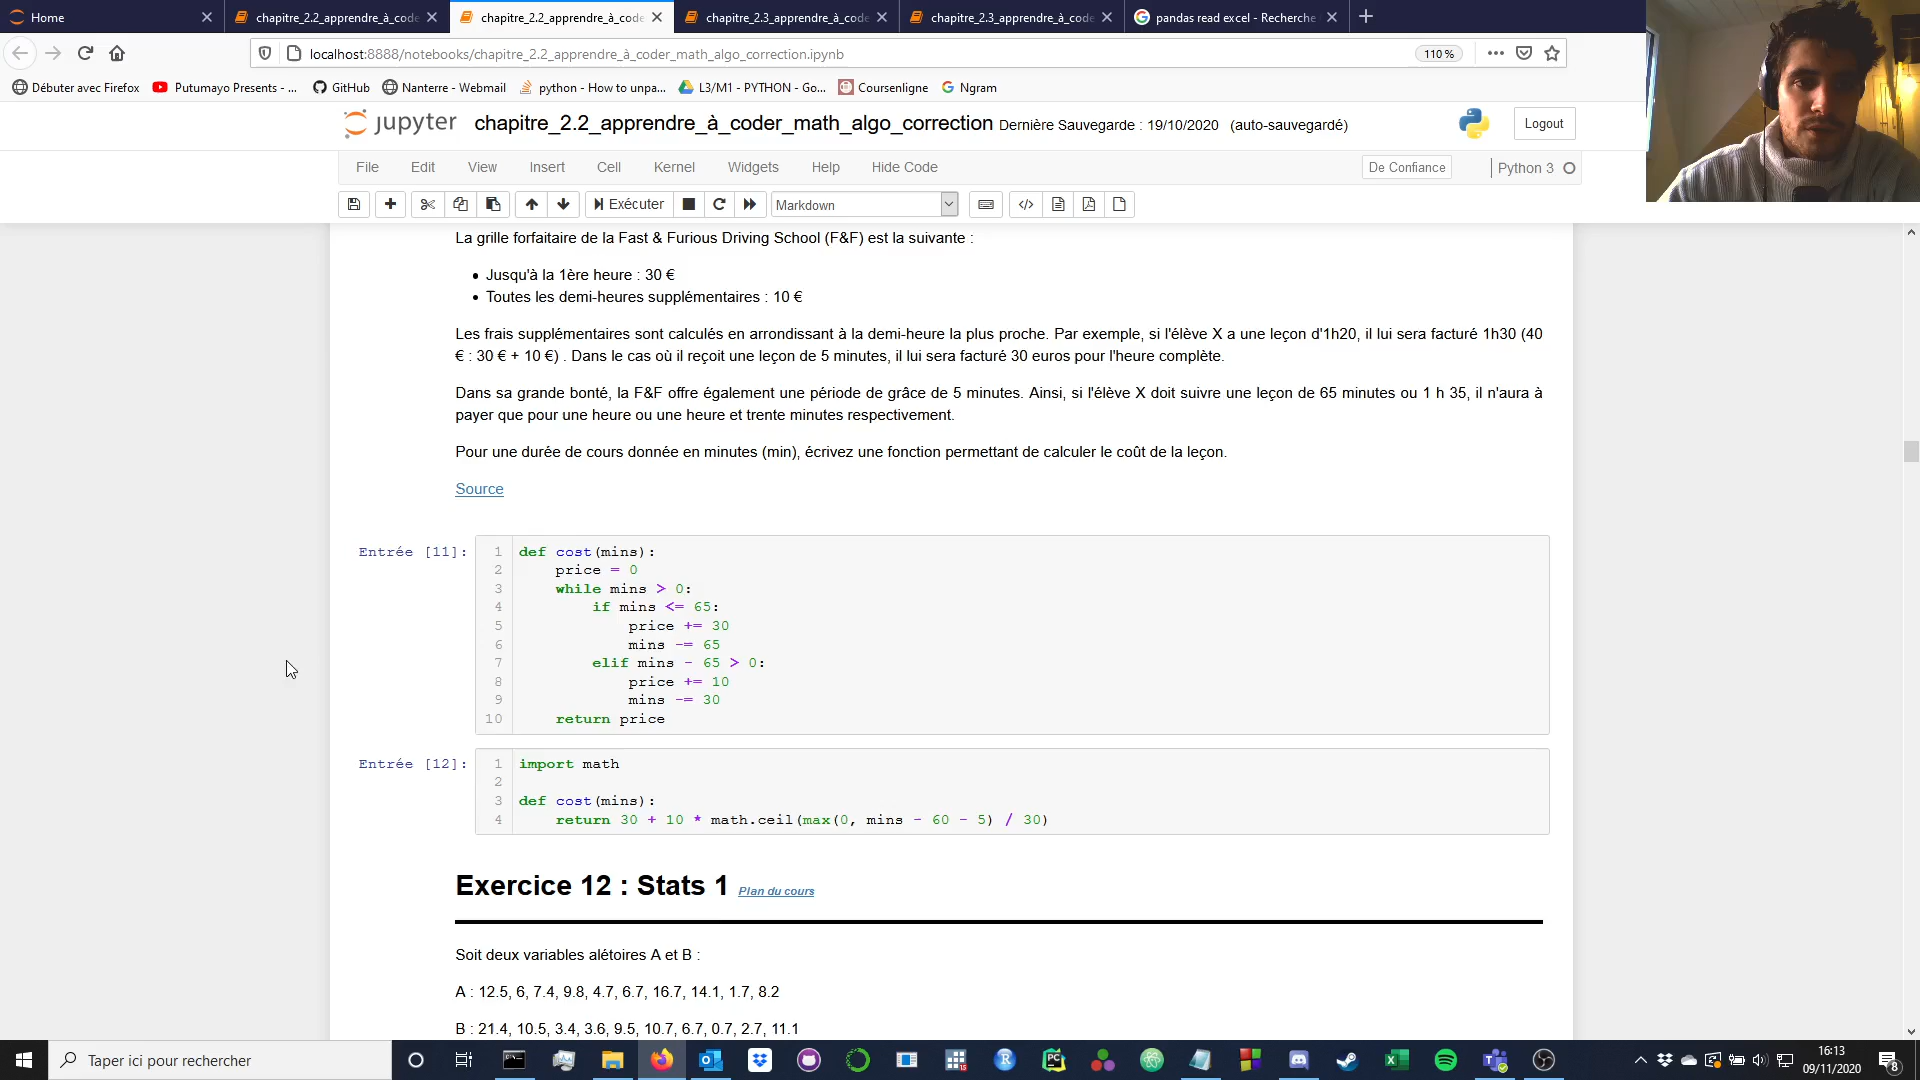 Home
chapitre_2.2_apprendre_à_code
chapitre_2.2_apprendre_à_code
chapitre_2.3_apprendre_à_code
chapitre_2.3_apprendre_à_code
pandas read excel - Recherche
localhost:8888/notebooks/chapitre_2.2_apprendre_à_coder_math_algo_correction.ipynb
110 %
Débuter avec Firefox
Putumayo Presents - ...
GitHub
Nanterre - Webmail
python - How to unpa...
L3/M1 - PYTHON - Go...
Coursenligne
Ngram
jupyter
chapitre_2.2_apprendre_à_coder_math_algo_correction
Dernière Sauvegarde : 19/10/2020 (auto-sauvegardé)
Logout
File
Edit
View
Insert
Cell
Kernel
Widgets
Help
Hide Code
De Confiance
Python 3
Exécuter
Markdown
La grille forfaitaire de la Fast & Furious Driving School (F&F) est la suivante :
• Jusqu'à la 1ère heure : 30 €
• Toutes les demi-heures supplémentaires : 10 €
Les frais supplémentaires sont calculés en arrondissant à la demi-heure la plus proche. Par exemple, si l'élève X a une leçon d'1h20, il lui sera facturé 1h30 (40
€ : 30 € + 10 €) . Dans le cas où il reçoit une leçon de 5 minutes, il lui sera facturé 30 euros pour l'heure complète.
Dans sa grande bonté, la F&F offre également une période de grâce de 5 minutes. Ainsi, si l'élève X doit suivre une leçon de 65 minutes ou 1 h 35, il n'aura à
payer que pour une heure ou une heure et trente minutes respectivement.
Pour une durée de cours donnée en minutes (min), écrivez une fonction permettant de calculer le coût de la leçon.
Source
Entrée [11]:
1 def cost(mins):
2 price = 0
3 while mins > 0:
4 if mins <= 65:
5 price += 30
6 mins -= 65
7 elif mins - 65 > 0:
8 price += 10
9 mins -= 30
10 return price
Entrée [12]:
1 import math
2
3 def cost(mins):
4 return 30 + 10 * math.ceil(max(0, mins - 60 - 5) / 30)
Exercice 12 : Stats 1 Plan du cours
Soit deux variables alétoires A et B :
A : 12.5, 6, 7.4, 9.8, 4.7, 6.7, 16.7, 14.1, 1.7, 8.2
B : 21.4, 10.5, 3.4, 3.6, 9.5, 10.7, 6.7, 0.7, 2.7, 11.1
Taper ici pour rechercher
16:13
09/11/2020
8